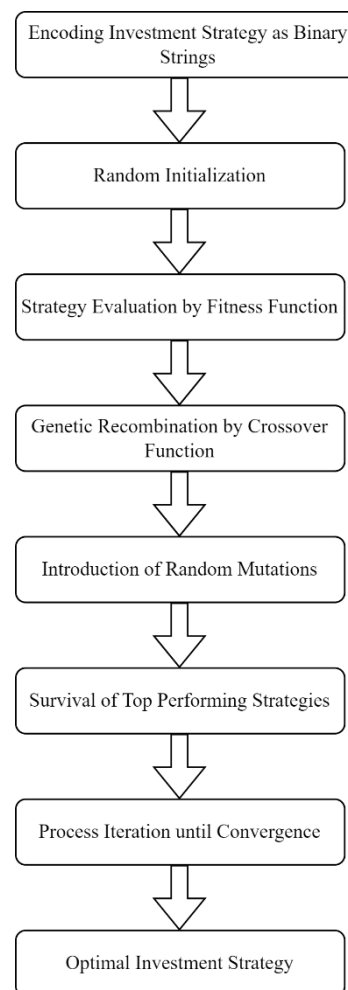 Encoding Investment Strategy as Binary
Strings
Random Initialization
Strategy Evaluation by Fitness Function
Genetic Recombination by Crossover
Function
Introduction of Random Mutations
Survival of Top Performing Strategies
Process Iteration until Convergence
Optimal Investment Strategy